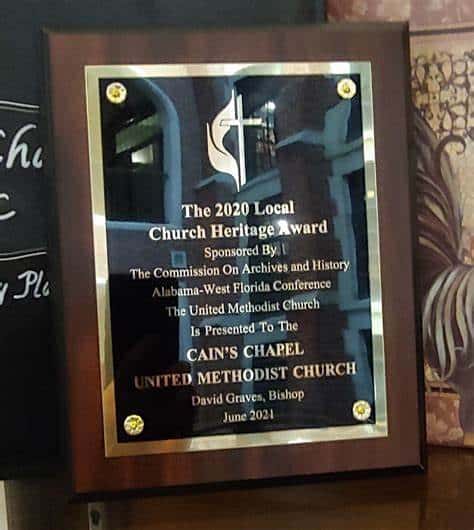 The 2020 Local
Church Heritage Award
Sponsored By
The Commission On Archives and History
Alabama-West Florida Conference
The United Methodist Church
Is Presented To The
CAIN'S CHAPEL
UNITED METHODIST CHURCH
David Graves, Bishop
June 2021